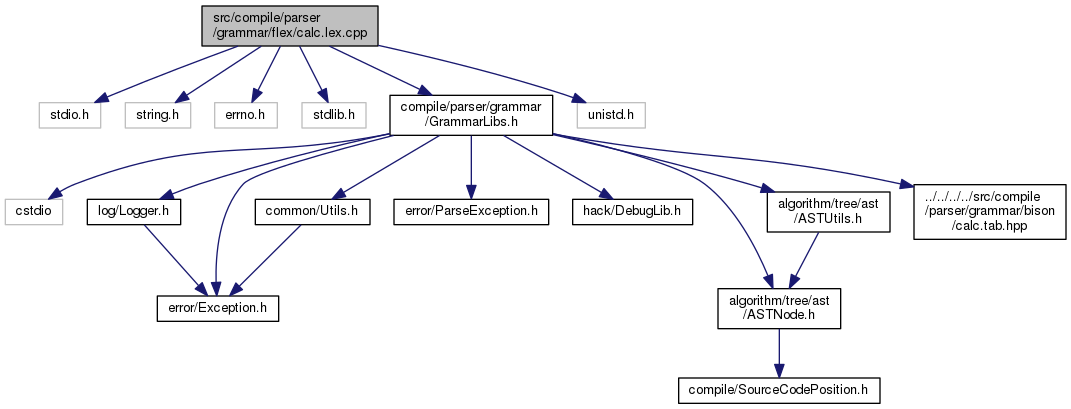 src/compile/parser
/grammar/flex/calc.lex.cpp
stdio.h
string.h
errno.h
stdlib.h
compile/parser/grammar
/GrammarLibs.h
unistd.h
cstdio
log/Logger.h
common/Utils.h
error/ParseException.h
hack/DebugLib.h
algorithm/tree/ast
/ASTUtils.h
../../../../src/compile
/parser/grammar/bison
/calc.tab.hpp
error/Exception.h
algorithm/tree/ast
/ASTNode.h
compile/SourceCodePosition.h